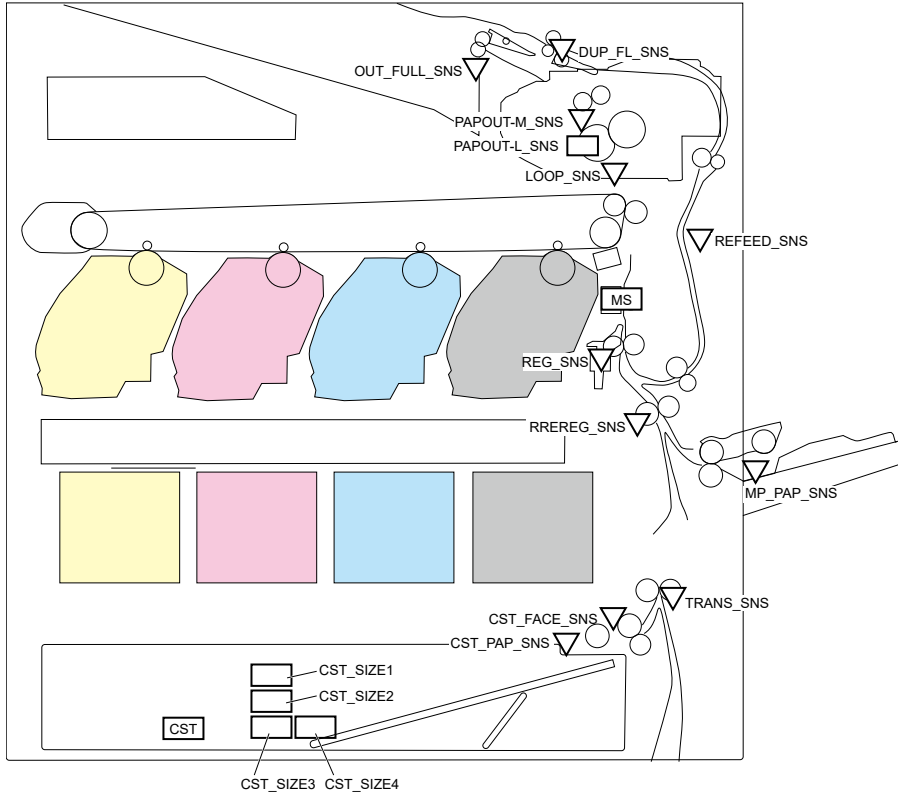 DUP_FL_SNS
OUT_FULL_SNS
PAPOUT-M_SNS
PAPOUT-L_SNS
LOOP_SNS
REFEED_SNS
MS
REG_SNS
RREREG_SNS
MP_PAP_SNS
TRANS_SNS
CST_FACE_SNS
CST_PAP_SNS
CST_SIZE1
CST_SIZE2
CST
CST_SIZE3
CST_SIZE4